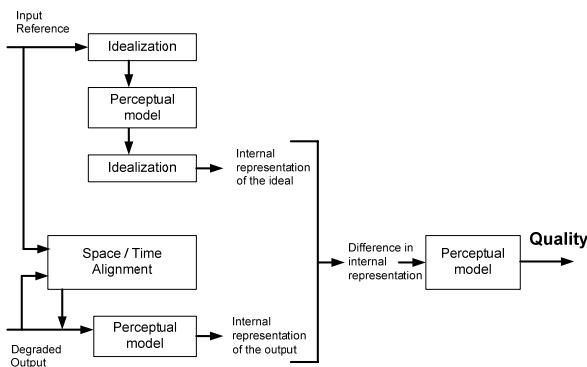 Input
Reference
Idealization
Perceptual
model
Idealization
Internal
representation
of the ideal
Space / Time
Alignment
Difference in
internal
representation
Perceptual
model
Quality
Perceptual
model
Internal
representation
of the output
Degraded
Output